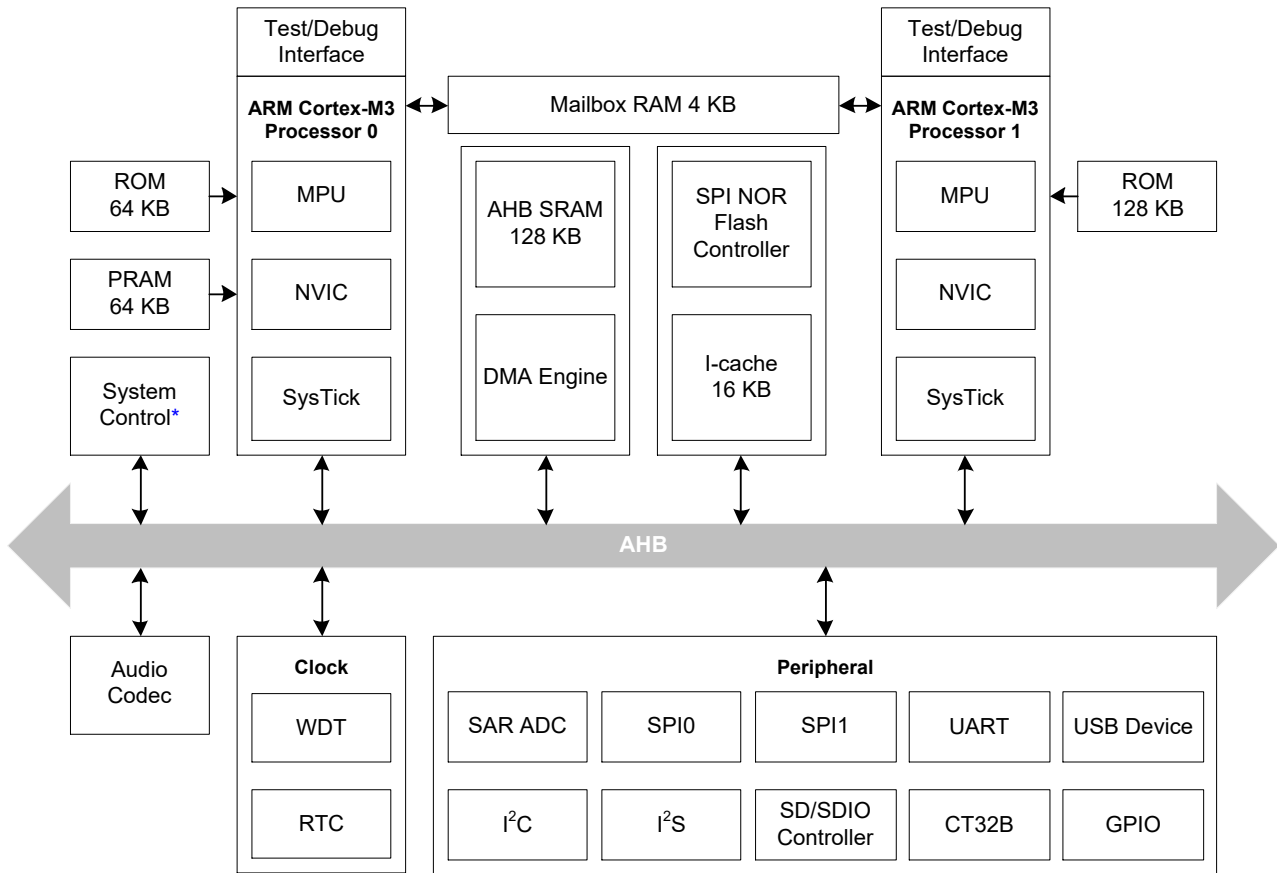 Test/Debug
Interface
Test/Debug
Interface
ARM Cortex-M3
Processor 0
Mailbox RAM 4 KB
ARM Cortex-M3
Processor 1
ROM
64 KB
MPU
AHB SRAM
128 KB
SPI NOR
Flash
Controller
MPU
ROM
128 KB
PRAM
64 KB
NVIC
NVIC
System
Control*
SysTick
DMA Engine
I-cache
16 KB
SysTick
AHB
Audio
Codec
Clock
WDT
RTC
Peripheral
SAR ADC
SPI0
SPI1
UART
USB Device
I²C
I²S
SD/SDIO
Controller
CT32B
GPIO